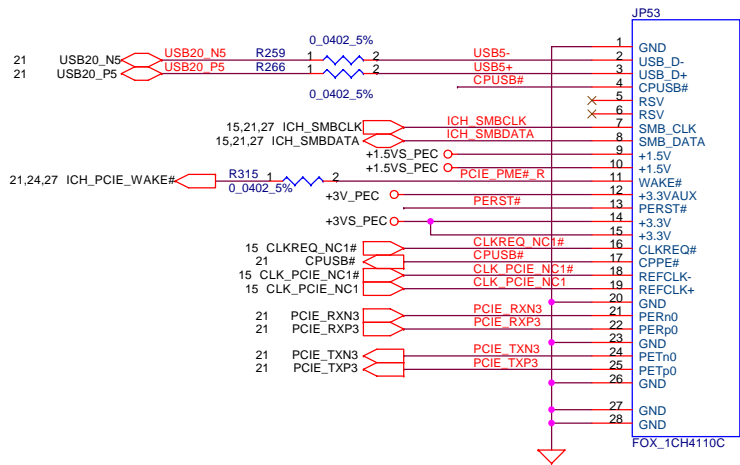 JP53
0_0402_5%
1 GND
21 USB20_N5 USB20_N5 R259 1 2 USB5- 2 USB_D-
21 USB20_P5 USB20_P5 R266 1 2 USB5+ 3 USB_D+
CPUSB# 4 CPUSB#
0_0402_5%
5 RSV
6 RSV
15,21,27 ICH_SMBCLK ICH_SMBCLK 7 SMB_CLK
15,21,27 ICH_SMBDATA ICH_SMBDATA 8 SMB_DATA
+1.5VS_PEC 9 +1.5V
+1.5VS_PEC 10 +1.5V
21,24,27 ICH_PCIE_WAKE# R315 1 2 PCIE_PME#_R 11 WAKE#
0_0402_5%
+3V_PEC 12 +3.3VAUX
PERST# 13 PERST#
+3VS_PEC 14 +3.3V
15 +3.3V
15 CLKREQ_NC1# CLKREQ_NC1# 16 CLKREQ#
21 CPUSB# CPUSB# 17 CPPE#
15 CLK_PCIE_NC1# CLK_PCIE_NC1# 18 REFCLK-
15 CLK_PCIE_NC1 CLK_PCIE_NC1 19 REFCLK+
20 GND
21 PCIE_RXN3 PCIE_RXN3 21 PERn0
21 PCIE_RXP3 PCIE_RXP3 22 PERp0
23 GND
21 PCIE_TXN3 PCIE_TXN3 24 PETn0
21 PCIE_TXP3 PCIE_TXP3 25 PETp0
26 GND
27 GND
28 GND
FOX_1CH4110C